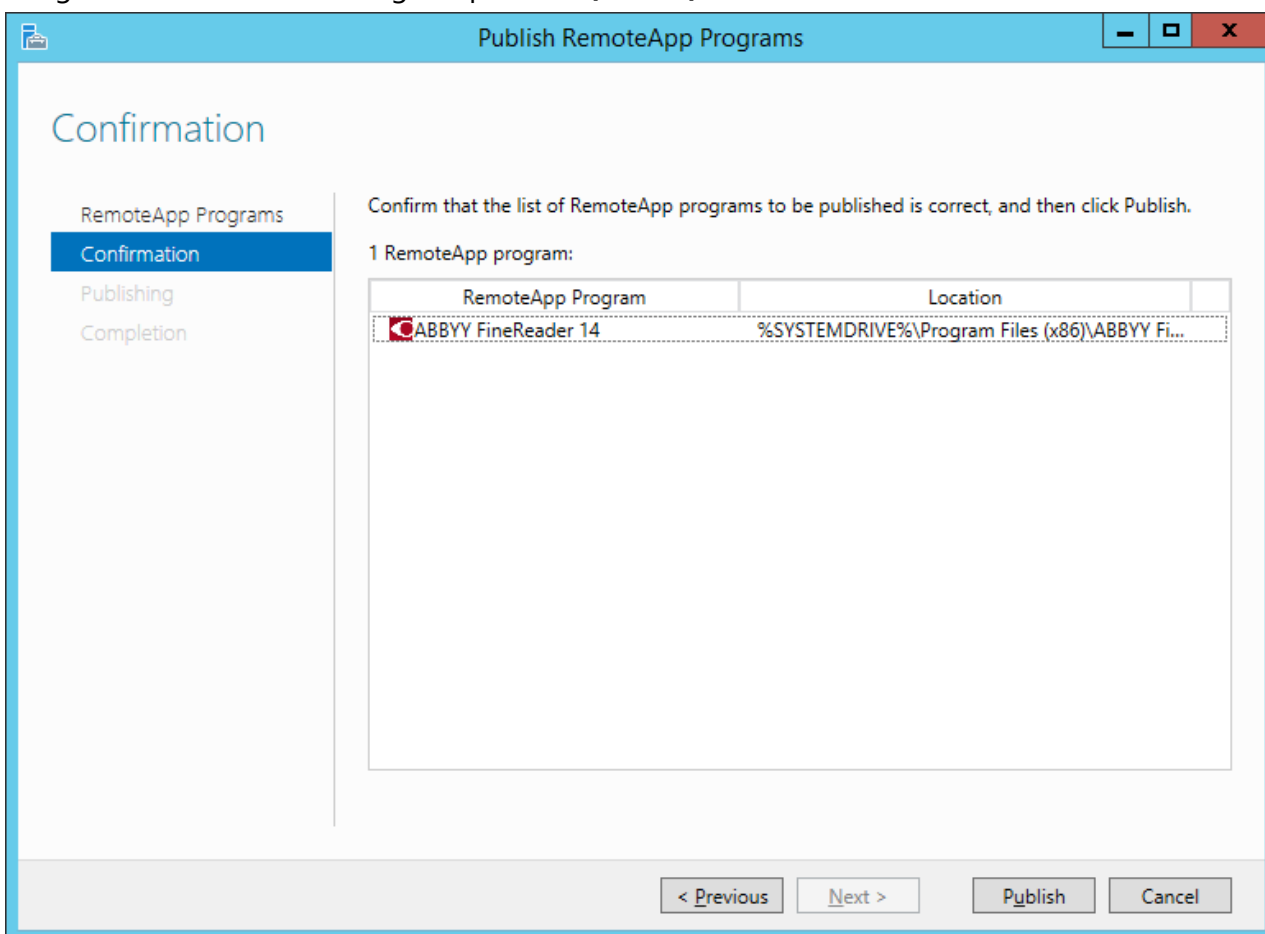 Publish RemoteApp Programs
Confirmation
RemoteApp Programs
Confirmation
Publishing
Completion
Confirm that the list of RemoteApp programs to be published is correct, and then click Publish.
1 RemoteApp program:
RemoteApp Program Location
ABBYY FineReader 14 %SYSTEMDRIVE%\Program Files (x86)\ABBYY Fi...
< Previous Next > Publish Cancel